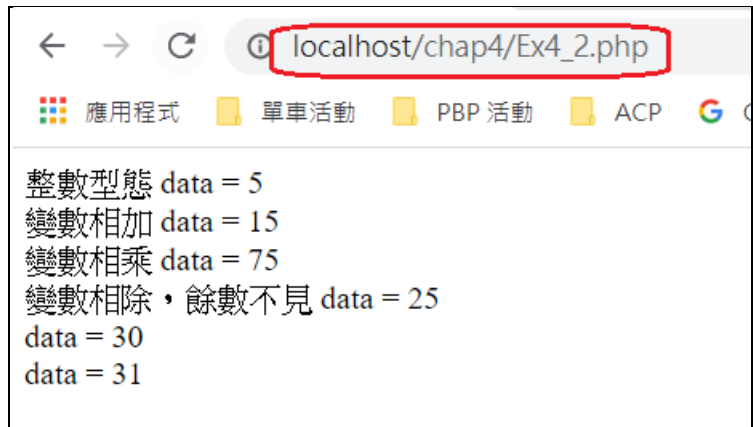 localhost/chap4/Ex4_2.php
應用程式 單車活動 PBP 活動 ACP G
整數型態 data = 5
變數相加 data = 15
變數相乘 data = 75
變數相除，餘數不見 data = 25
data = 30
data = 31